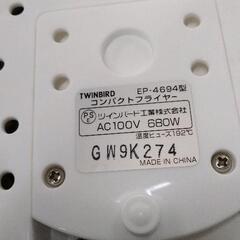 TWINBIRD EP-4694型
コンパクトフライヤー
PSE ツインバード工業株式会社
AC100V 680W
温度ヒューズ192℃
GW9K274
MADE IN CHINA